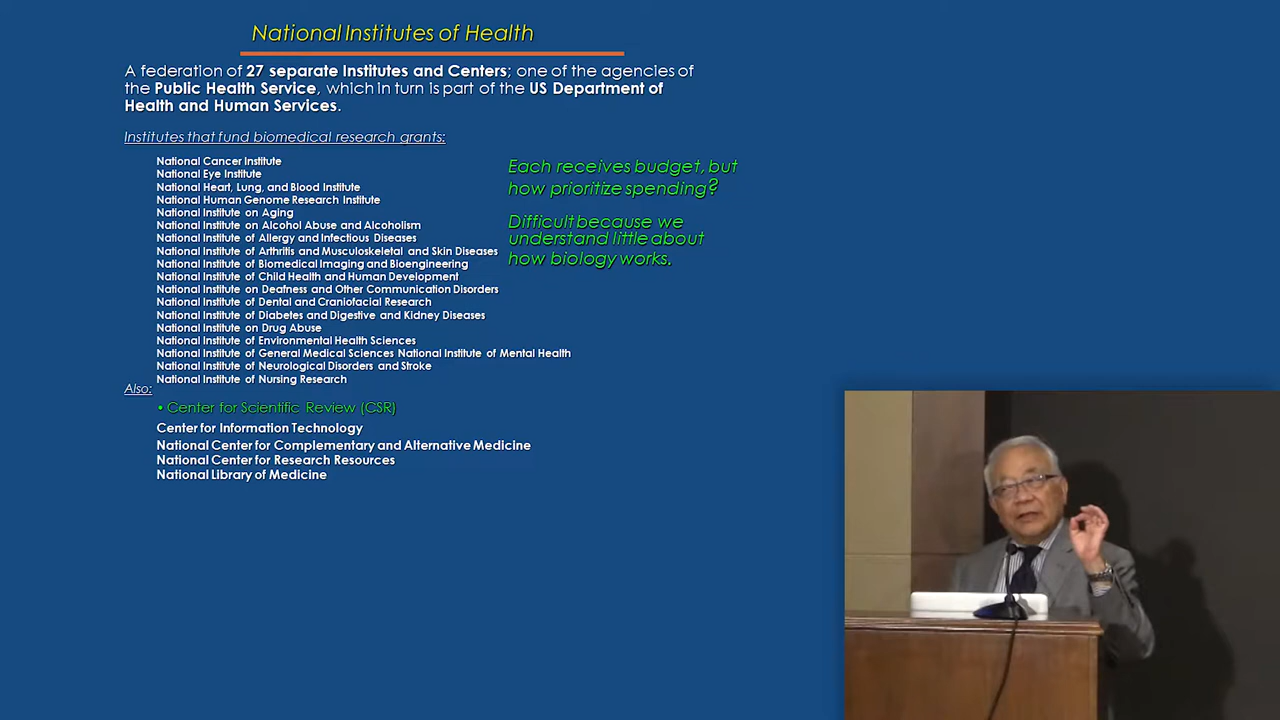 National Institutes of Health
A federation of 27 separate Institutes and Centers; one of the agencies of
the Public Health Service, which in turn is part of the US Department of
Health and Human Services.
Institutes that fund biomedical research grants:
National Cancer Institute
National Eye Institute
National Heart, Lung, and Blood Institute
National Human Genome Research Institute
National Institute on Aging
National Institute on Alcohol Abuse and Alcoholism
National Institute of Allergy and Infectious Diseases
National Institute of Arthritis and Musculoskeletal and Skin Diseases
National Institute of Biomedical Imaging and Bioengineering
National Institute of Child Health and Human Development
National Institute on Deafness and Other Communication Disorders
National Institute of Dental and Craniofacial Research
National Institute of Diabetes and Digestive and Kidney Diseases
National Institute on Drug Abuse
National Institute of Environmental Health Sciences
National Institute of General Medical Sciences National Institute of Mental Health
National Institute of Neurological Disorders and Stroke
National Institute of Nursing Research
Each receives budget, but
how prioritize spending?
Difficult because we
understand little about
how biology works.
Also:
• Center for Scientific Review (CSR)
Center for Information Technology
National Center for Complementary and Alternative Medicine
National Center for Research Resources
National Library of Medicine